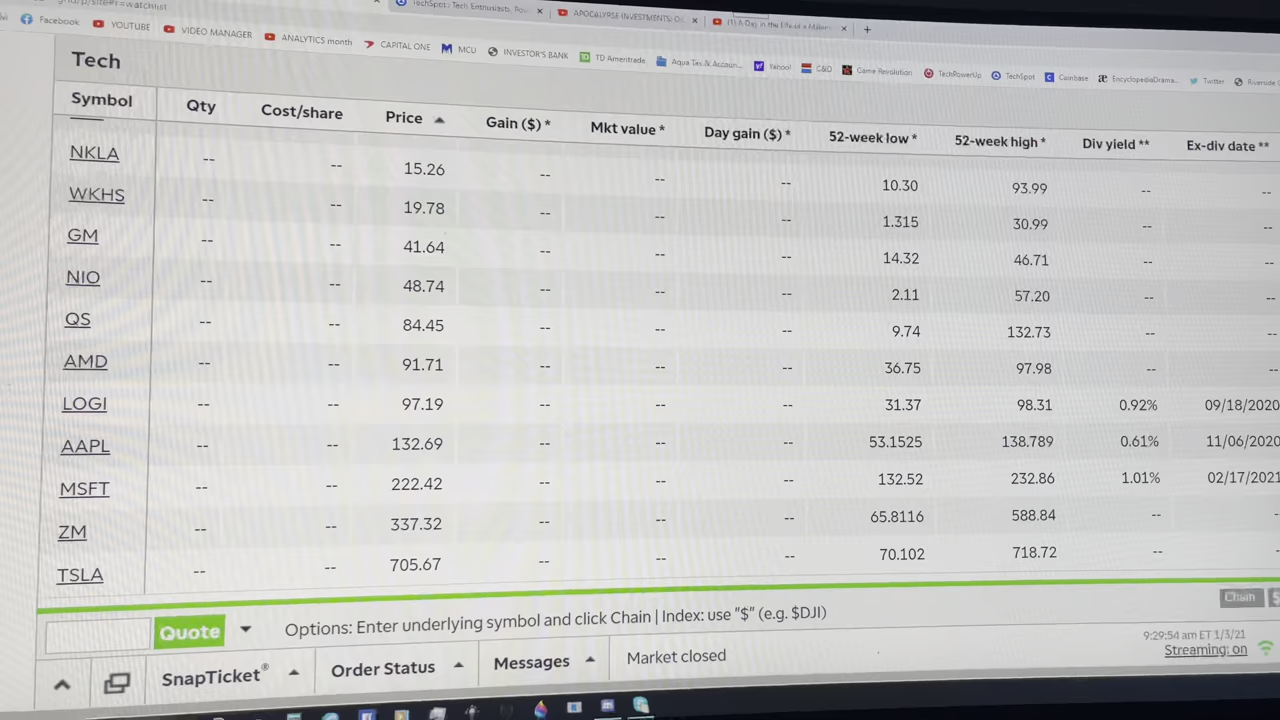 TechSpot : Tech Enthusiasts, Pow
APOCALYPSE INVESTMENTS:
Facebook YOUTUBE VIDEO MANAGER ANALYTICS month CAPITAL ONE MCU INVESTOR'S BANK TD Ameritrade Yahoo! C&D Game Revolution TechPowerUp TechSpot Coinbase EncyclopediaDrama... Twitter Riverside
Tech
Symbol Qty Cost/share Price Gain ($) * Mkt value * Day gain ($) * 52-week low * 52-week high * Div yield ** Ex-div date **
NKLA -- -- 15.26 -- -- -- 10.30 93.99 -- --
WKHS -- -- 19.78 -- -- -- 1.315 30.99 -- --
GM -- -- 41.64 -- -- -- 14.32 46.71 -- --
NIO -- -- 48.74 -- -- -- 2.11 57.20 -- --
QS -- -- 84.45 -- -- -- 9.74 132.73 -- --
AMD -- -- 91.71 -- -- -- 36.75 97.98 -- --
LOGI -- -- 97.19 -- -- -- 31.37 98.31 0.92% 09/18/2020
AAPL -- -- 132.69 -- -- -- 53.1525 138.789 0.61% 11/06/2020
MSFT -- -- 222.42 -- -- -- 132.52 232.86 1.01% 02/17/2021
ZM -- -- 337.32 -- -- -- 65.8116 588.84 -- --
TSLA -- -- 705.67 -- -- -- 70.102 718.72 -- --
Chain
Quote Options: Enter underlying symbol and click Chain | Index: use "$" (e.g. $DJI)
9:29:54 am ET 1/3/21
Streaming: on
SnapTicket® Order Status Messages Market closed